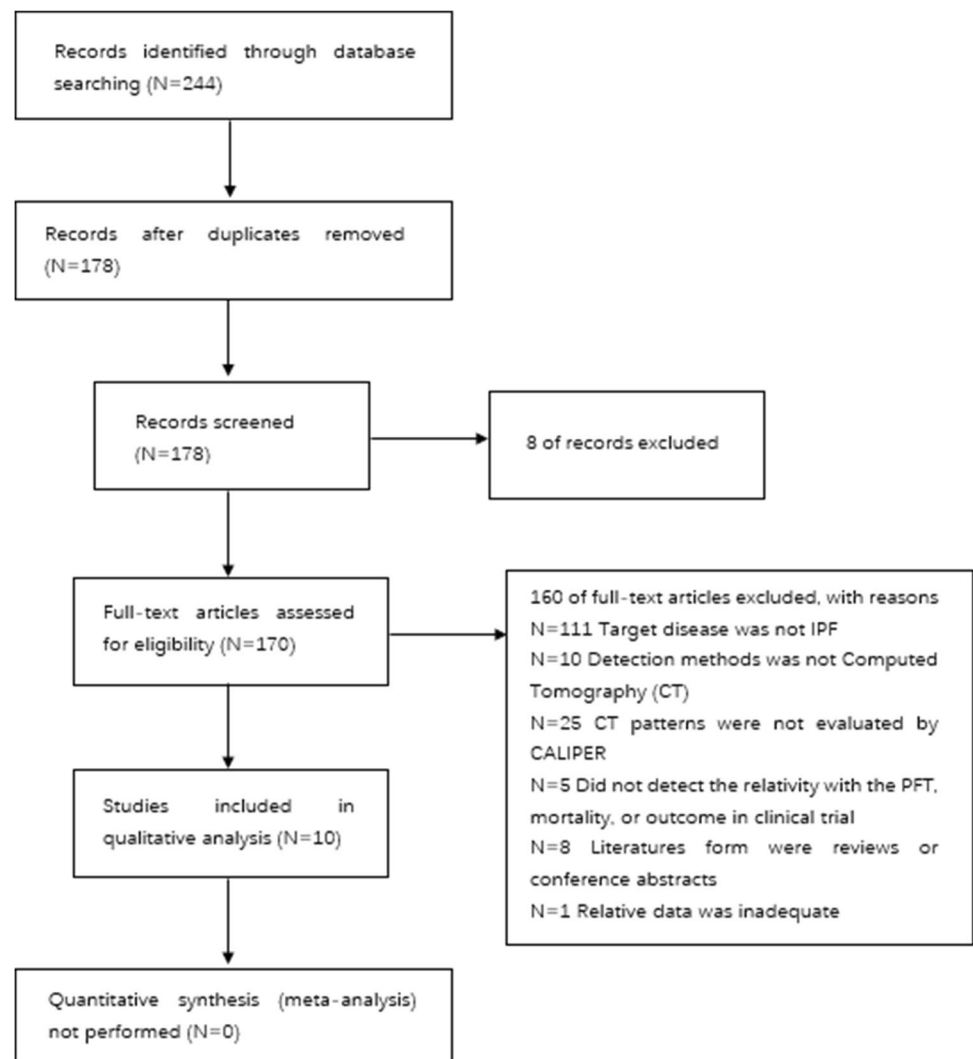 Records identified through database
searching (N=244)
Records after duplicates removed
(N=178)
Records screened
(N=178)
8 of records excluded
Full-text articles assessed
for eligibility (N=170)
160 of full-text articles excluded, with reasons
N=111 Target disease was not IPF
N=10 Detection methods was not Computed
Tomography (CT)
N=25 CT patterns were not evaluated by
CALIPER
N=5 Did not detect the relativity with the PFT,
mortality, or outcome in clinical trial
N=8 Literatures form were reviews or
conference abstracts
N=1 Relative data was inadequate
Studies included in
qualitative analysis (N=10)
Quantitative synthesis (meta-analysis)
not performed (N=0)